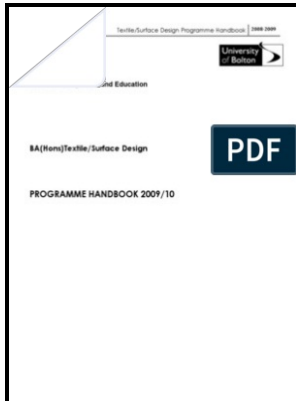 Textile/Surface Design Programme Handbook 2008-2009
University
of Bolton
and Education
BA(Hons)Textile/Surface Design
PDF
PROGRAMME HANDBOOK 2009/10